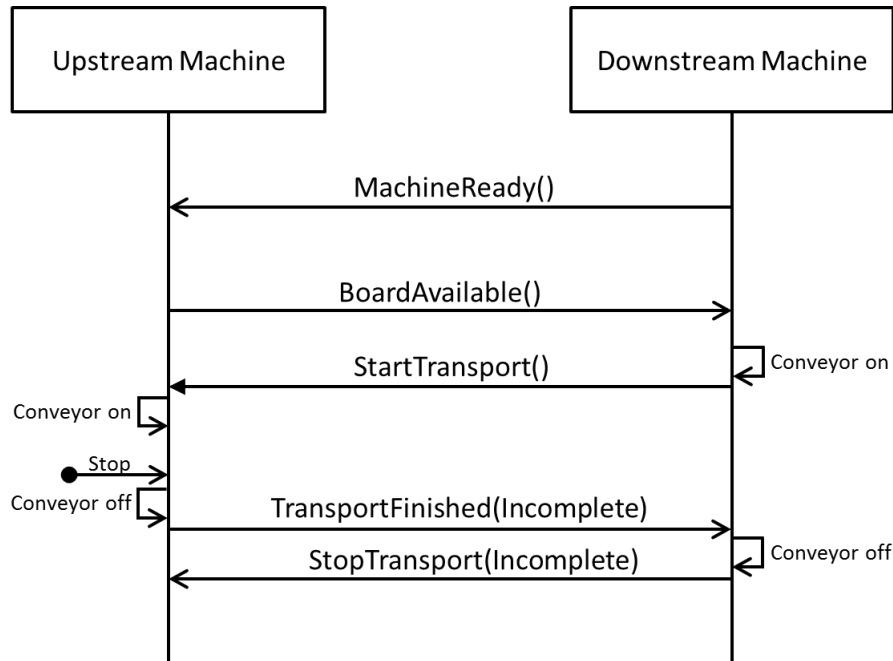 Upstream Machine
Downstream Machine
MachineReady()
BoardAvailable()
Conveyor on
StartTransport()
Conveyor on
Stop
Conveyor off
TransportFinished(Incomplete)
Conveyor off
StopTransport(Incomplete)